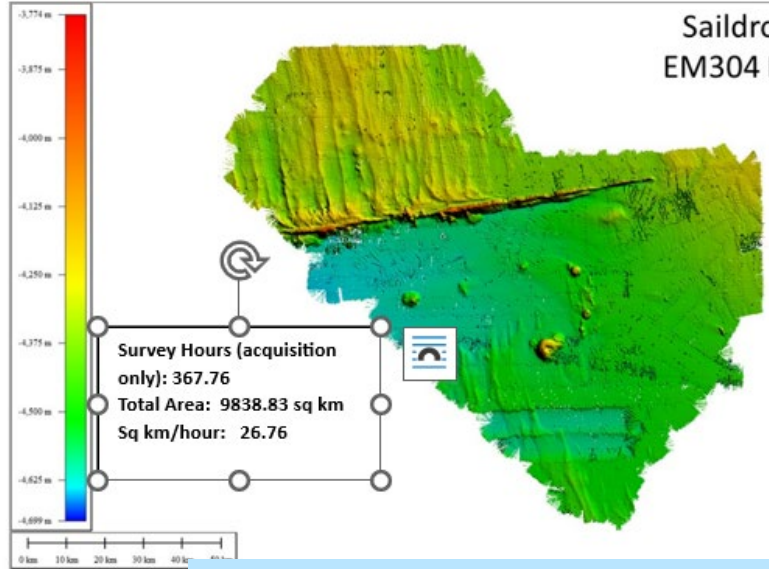 Saildro
EM304
-3,774 m
-3,875 m
-4,000 m
-4,125 m
-4,250 m
-4,375 m
-4,500 m
-4,625 m
-4,699 m
Survey Hours (acquisition
only): 367.76
Total Area: 9838.83 sq km
Sq km/hour: 26.76
0 km 10 km 20 km 30 km 40 km